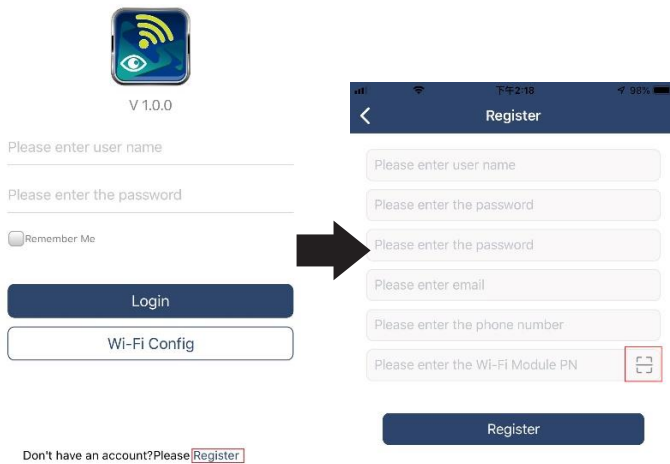 V 1.0.0
Please enter user name
Please enter the password
Remember Me
Login
Wi-Fi Config
Don't have an account?Please Register
下午2:18
98%
Register
Please enter user name
Please enter the password
Please enter the password
Please enter email
Please enter the phone number
Please enter the Wi-Fi Module PN
Register